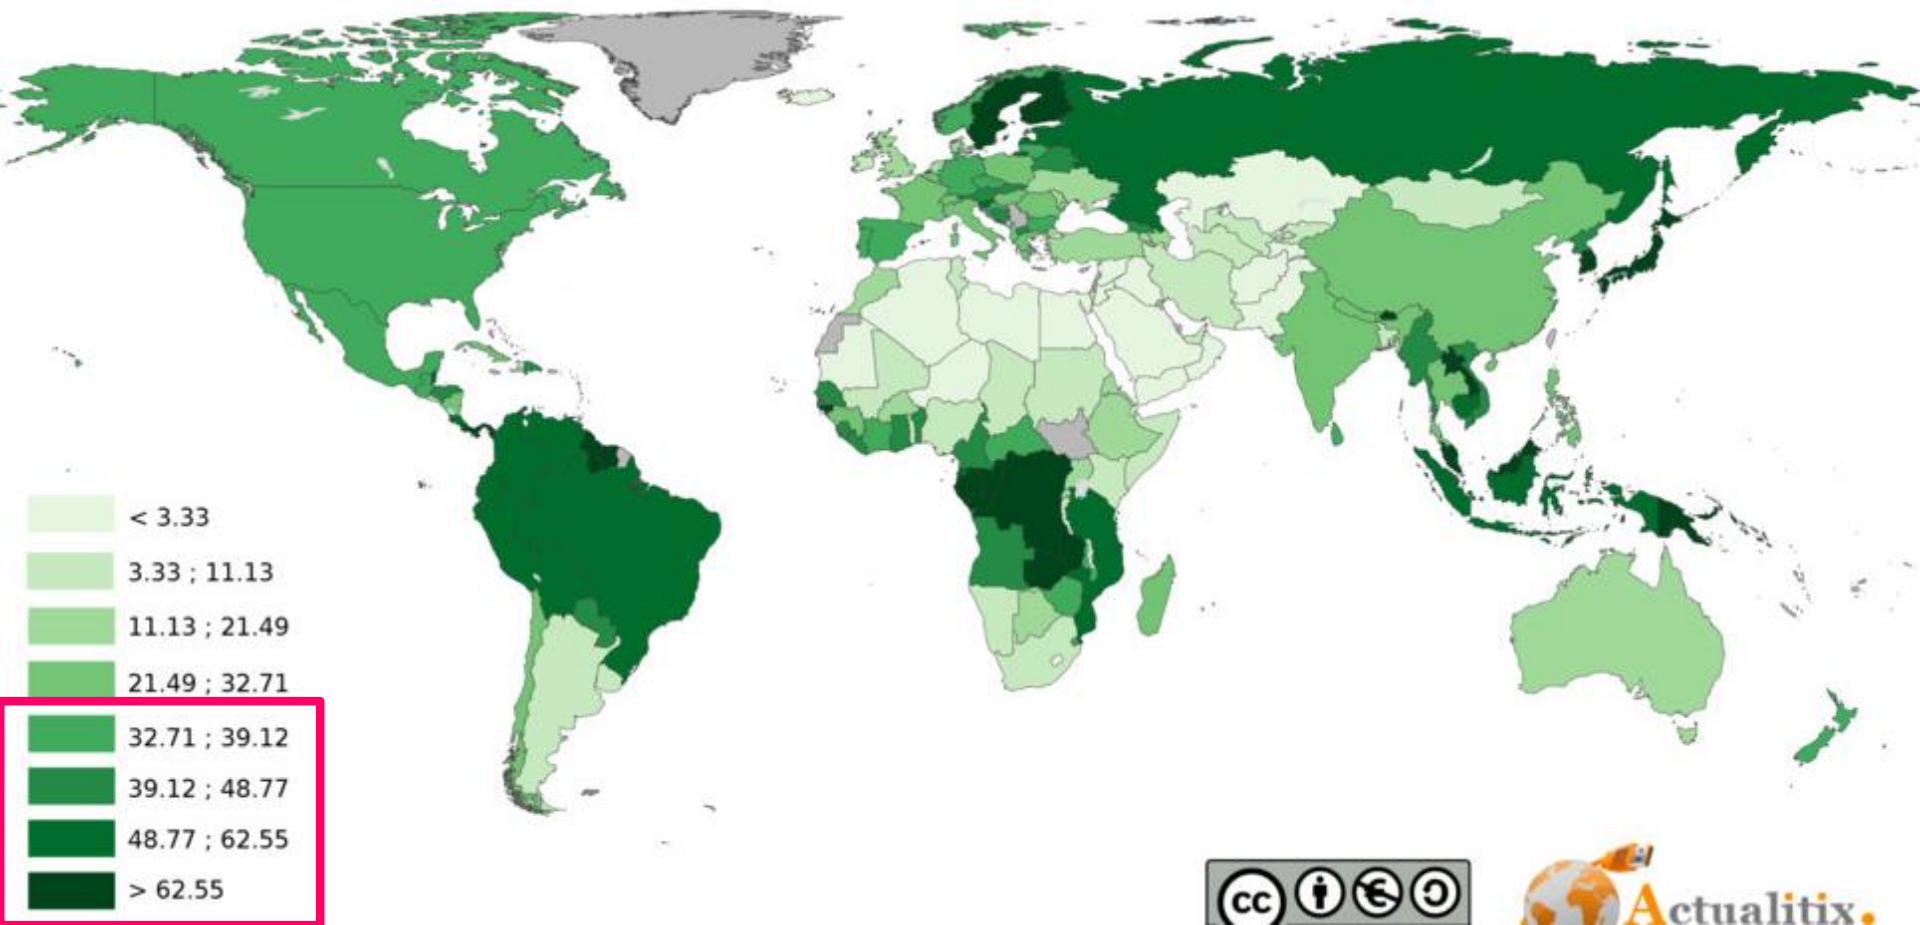 < 3.33
3.33 ; 11.13
11.13 ; 21.49
21.49 ; 32.71
32.71 ; 39.12
39.12 ; 48.77
48.77 ; 62.55
> 62.55
cc
Actualitix.